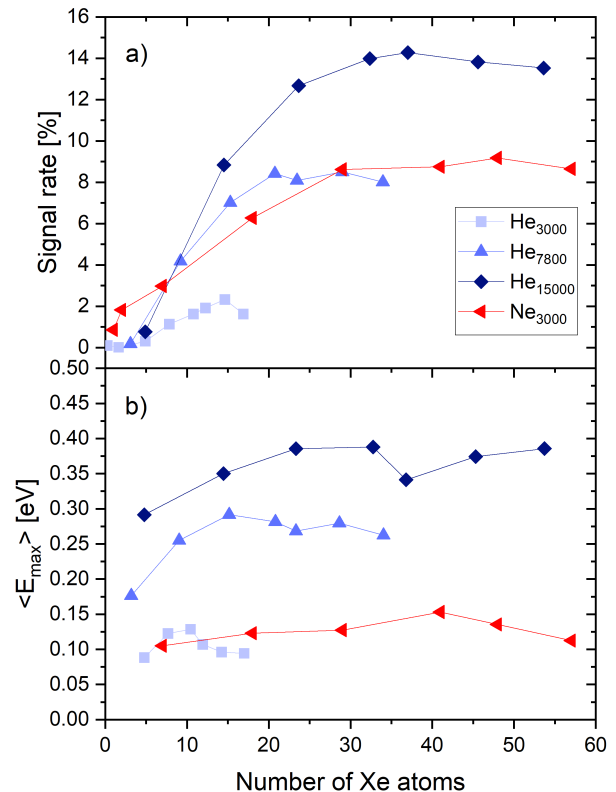 a)
Signal rate [%]
16
14
12
10
8
6
4
2
0
He3000
He7800
He15000
Ne3000
b)
<Emax> [eV]
0.50
0.45
0.40
0.35
0.30
0.25
0.20
0.15
0.10
0.05
0.00
0 10 20 30 40 50 60
Number of Xe atoms